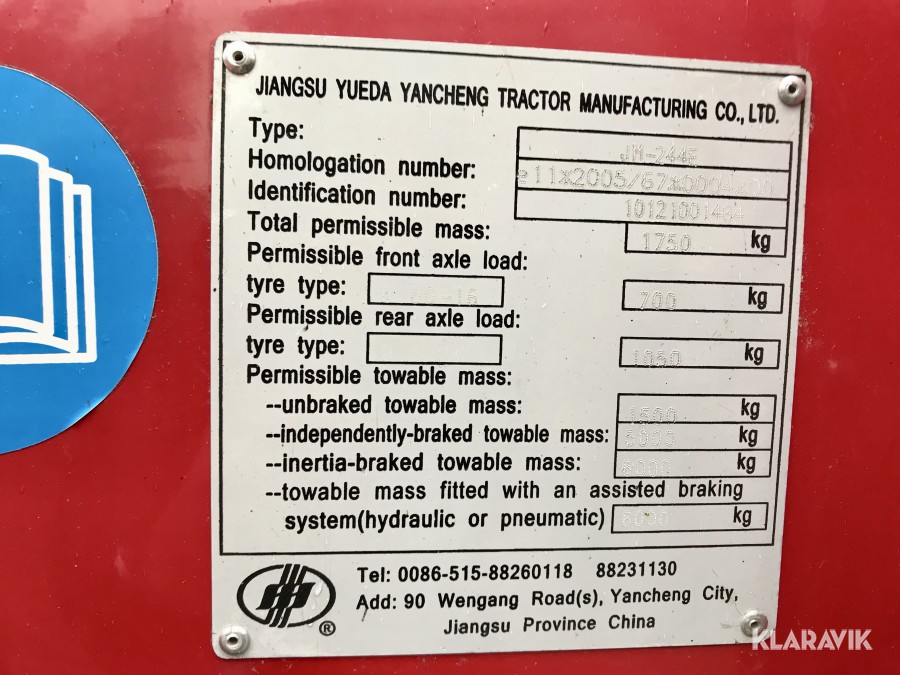 JIANGSU YUEDA YANCHENG TRACTOR MANUFACTURING CO., LTD.
Type: JM-244E
Homologation number:
Identification number:
Total permissible mass: 1750 kg
Permissible front axle load:
tyre type: 700 kg
Permissible rear axle load:
tyre type: 1050 kg
Permissible towable mass:
--unbraked towable mass: 1500 kg
--independently-braked towable mass: kg
--inertia-braked towable mass: kg
--towable mass fitted with an assisted braking
system(hydraulic or pneumatic) 6000 kg
Tel: 0086-515-88260118 88231130
Add: 90 Wengang Road(s), Yancheng City,
Jiangsu Province China
®
KLARAVIK